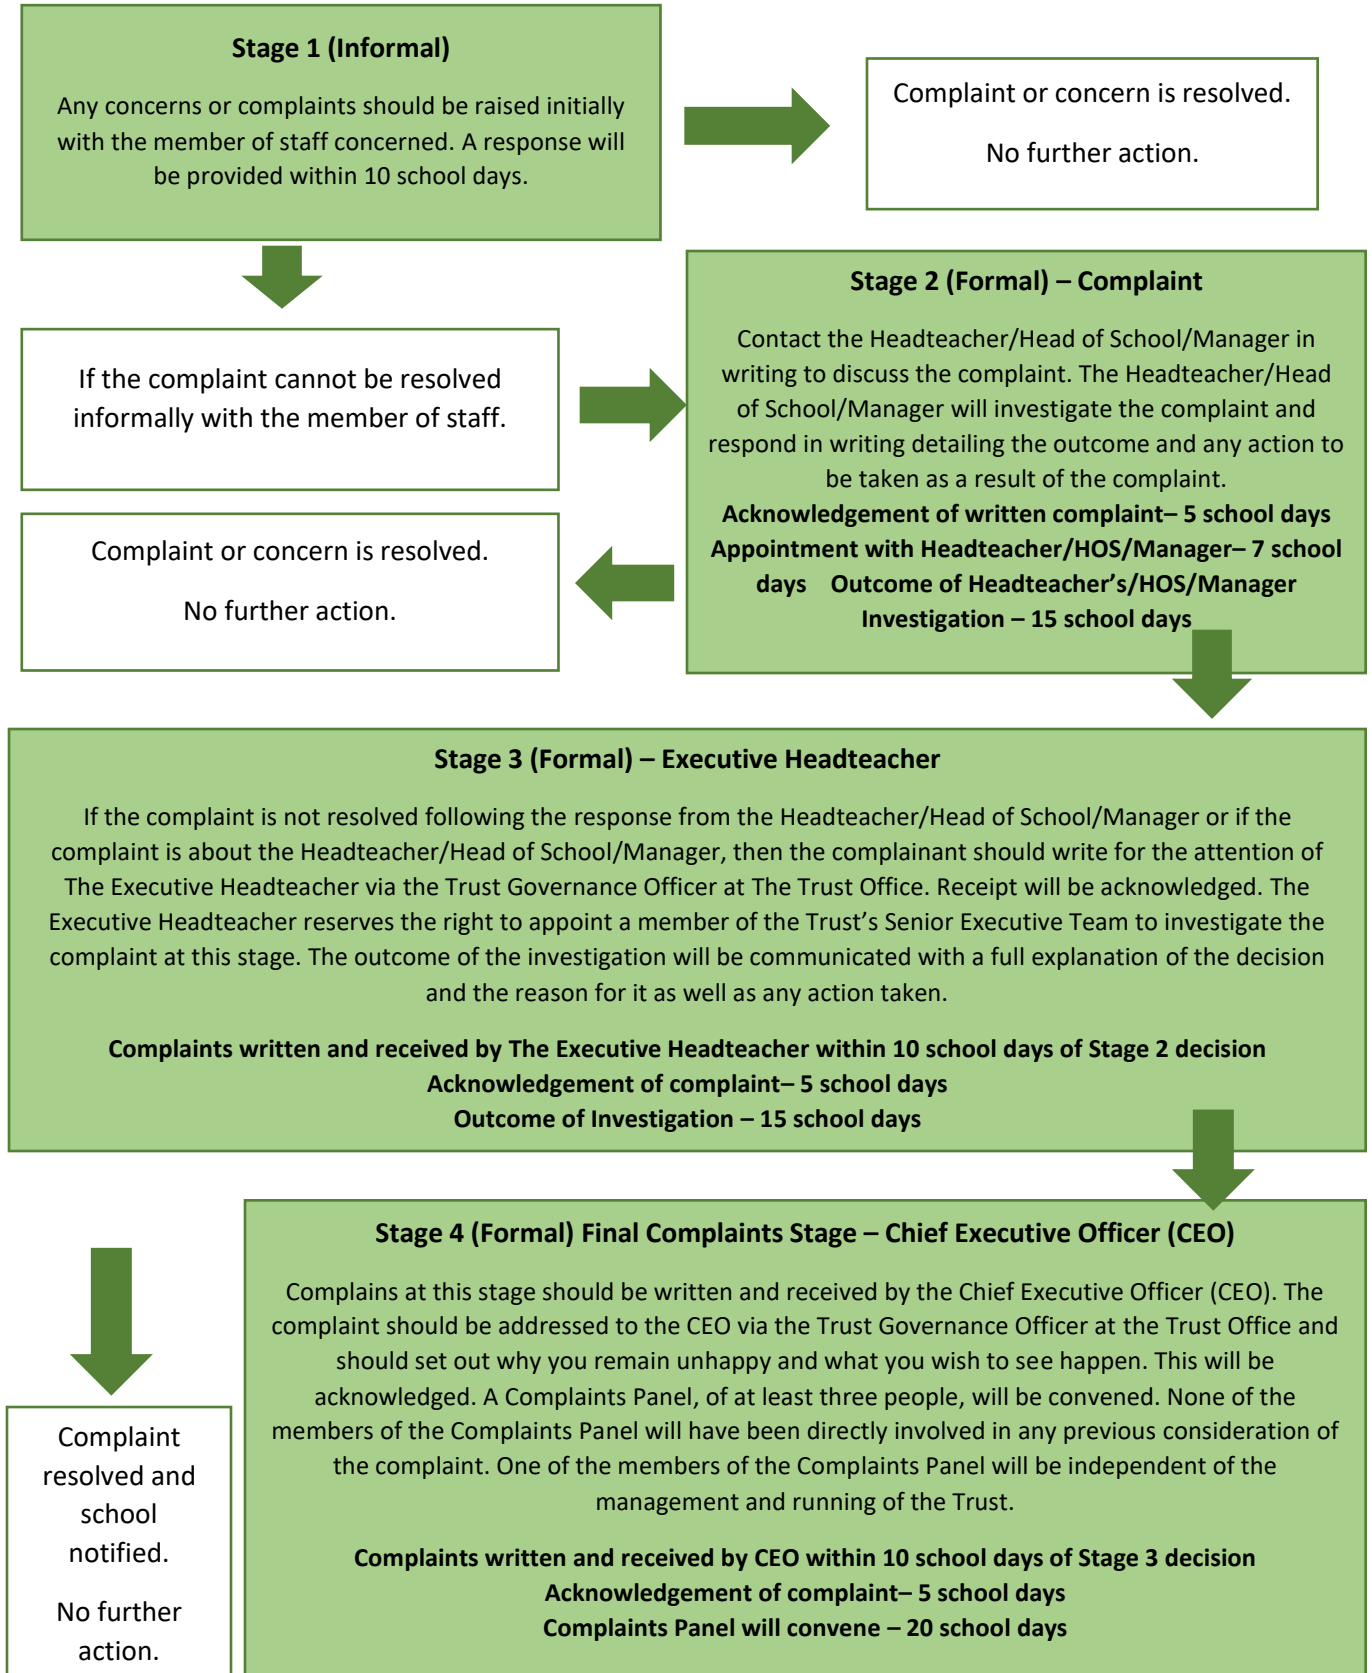 Stage 1 (Informal)
Any concerns or complaints should be raised initially
with the member of staff concerned. A response will
be provided within 10 school days.
Complaint or concern is resolved.
No further action.
If the complaint cannot be resolved
informally with the member of staff.
Stage 2 (Formal) – Complaint
Contact the Headteacher/Head of School/Manager in
writing to discuss the complaint. The Headteacher/Head
of School/Manager will investigate the complaint and
respond in writing detailing the outcome and any action to
be taken as a result of the complaint.
Acknowledgement of written complaint– 5 school days
Appointment with Headteacher/HOS/Manager– 7 school
days    Outcome of Headteacher's/HOS/Manager
Investigation – 15 school days
Complaint or concern is resolved.
No further action.
Stage 3 (Formal) – Executive Headteacher
If the complaint is not resolved following the response from the Headteacher/Head of School/Manager or if the
complaint is about the Headteacher/Head of School/Manager, then the complainant should write for the attention of
The Executive Headteacher via the Trust Governance Officer at The Trust Office. Receipt will be acknowledged. The
Executive Headteacher reserves the right to appoint a member of the Trust's Senior Executive Team to investigate the
complaint at this stage. The outcome of the investigation will be communicated with a full explanation of the decision
and the reason for it as well as any action taken.
Complaints written and received by The Executive Headteacher within 10 school days of Stage 2 decision
Acknowledgement of complaint– 5 school days
Outcome of Investigation – 15 school days
Stage 4 (Formal) Final Complaints Stage – Chief Executive Officer (CEO)
Complains at this stage should be written and received by the Chief Executive Officer (CEO). The
complaint should be addressed to the CEO via the Trust Governance Officer at the Trust Office and
should set out why you remain unhappy and what you wish to see happen. This will be
acknowledged. A Complaints Panel, of at least three people, will be convened. None of the
members of the Complaints Panel will have been directly involved in any previous consideration of
the complaint. One of the members of the Complaints Panel will be independent of the
management and running of the Trust.
Complaints written and received by CEO within 10 school days of Stage 3 decision
Acknowledgement of complaint– 5 school days
Complaints Panel will convene – 20 school days
Complaint
resolved and
school
notified.
No further
action.